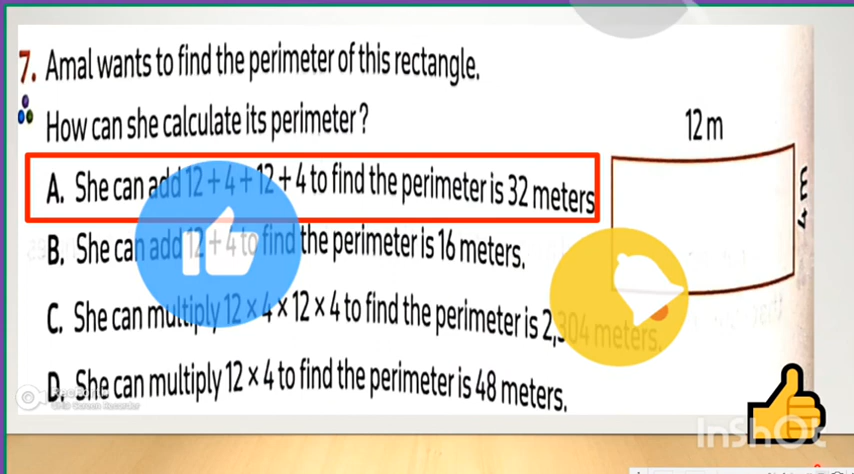 7. Amal wants to find the perimeter of this rectangle.
How can she calculate its perimeter?
12 m
A. She can add 12 + 4 + 12 + 4 to find the perimeter is 32 meters
4 m
B. She can add 12 + 4 to find the perimeter is 16 meters.
C. She can multiply 12 × 4 × 12 × 4 to find the perimeter is 2,304 meters.
D. She can multiply 12 × 4 to find the perimeter is 48 meters.
Screen Recorder
InShOt